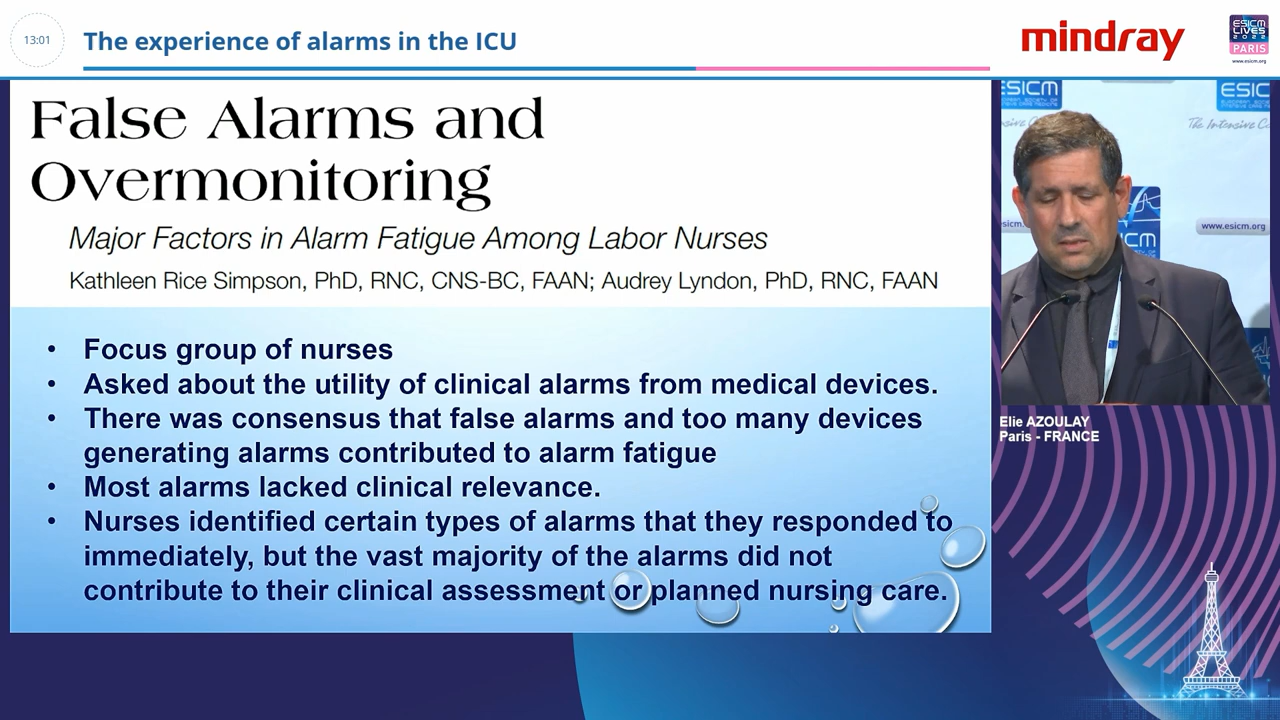 13:01
The experience of alarms in the ICU
mindray
ESICM
LIVES
2022
PARIS
www.esicm.org
False Alarms and
Overmonitoring
Major Factors in Alarm Fatigue Among Labor Nurses
Kathleen Rice Simpson, PhD, RNC, CNS-BC, FAAN; Audrey Lyndon, PhD, RNC, FAAN
• Focus group of nurses
• Asked about the utility of clinical alarms from medical devices.
• There was consensus that false alarms and too many devices
generating alarms contributed to alarm fatigue
• Most alarms lacked clinical relevance.
• Nurses identified certain types of alarms that they responded to
immediately, but the vast majority of the alarms did not
contribute to their clinical assessment or planned nursing care.
ESICM
ESIC
The Intensive C
www.esicm.org
esicm.
ICM
Elie AZOULAY
Paris - FRANCE